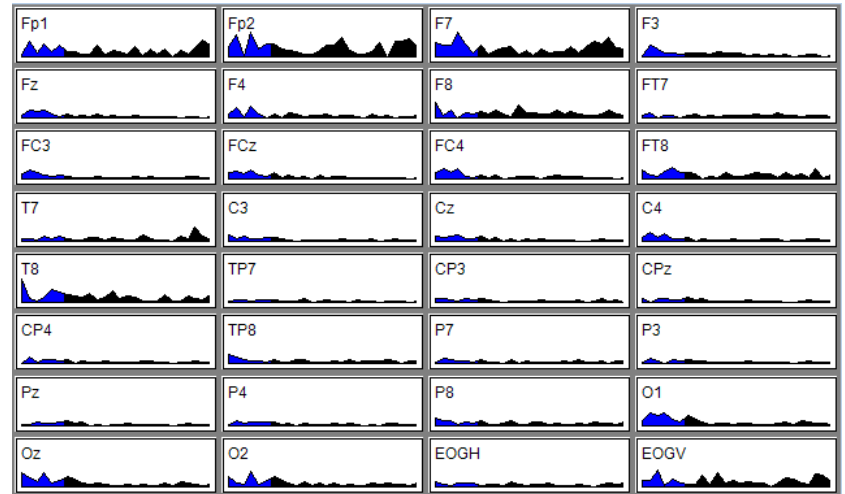 Fp1 Fp2 F7 F3
Fz F4 F8 FT7
FC3 FCz FC4 FT8
T7 C3 Cz C4
T8 TP7 CP3 CPz
CP4 TP8 P7 P3
Pz P4 P8 O1
Oz O2 EOGH EOGV